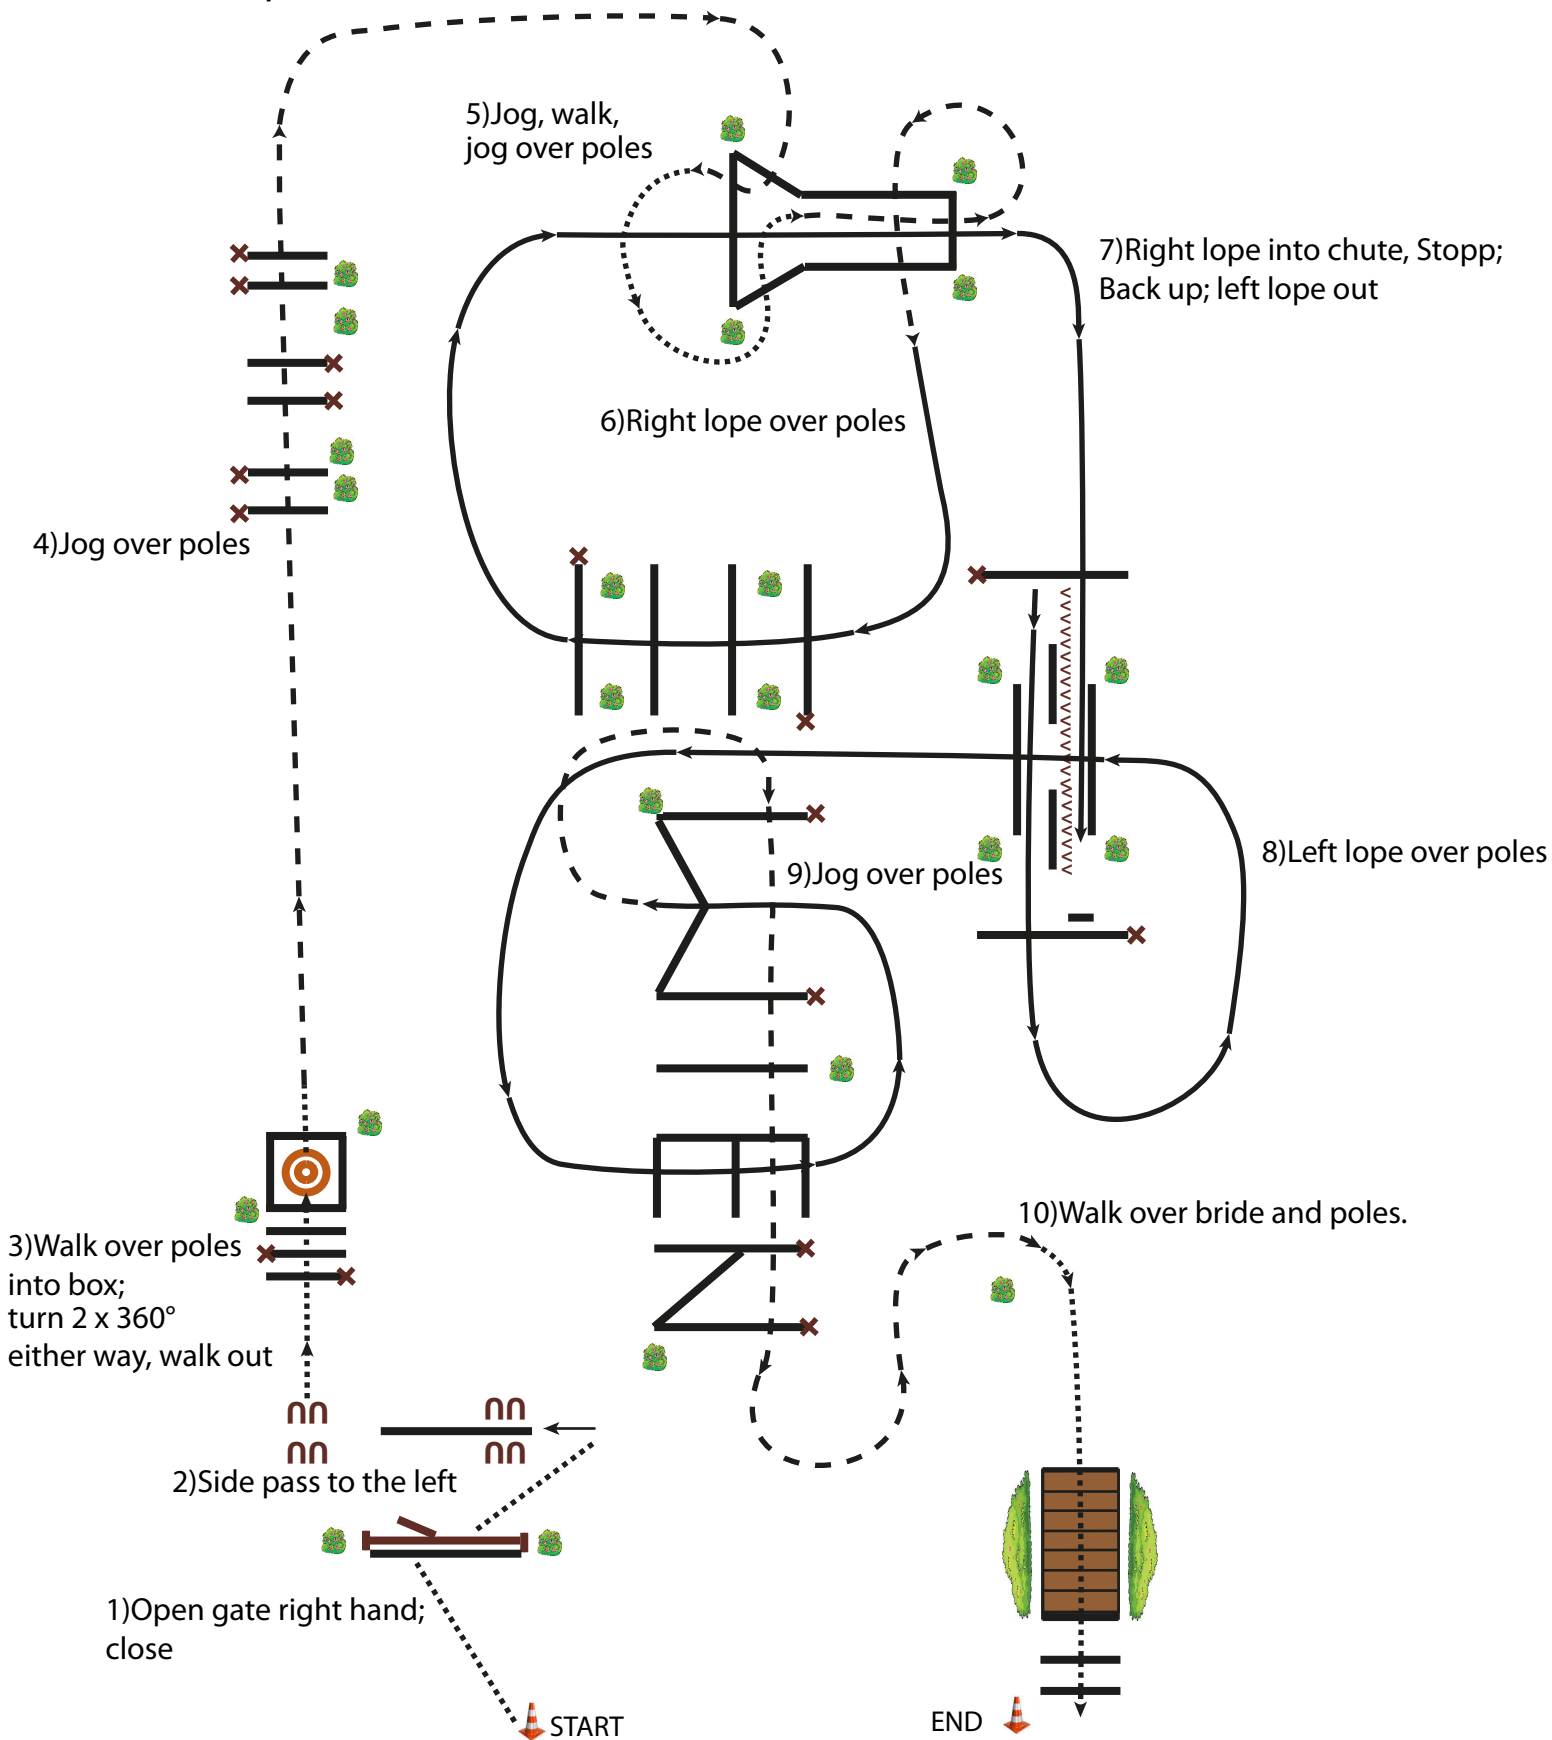 5)Jog, walk,
jog over poles
7)Right lope into chute, Stopp;
Back up; left lope out
6)Right lope over poles
4)Jog over poles
8)Left lope over poles
9)Jog over poles
10)Walk over bride and poles.
3)Walk over poles
into box;
turn 2 x 360°
either way, walk out
2)Side pass to the left
1)Open gate right hand;
close
START
END